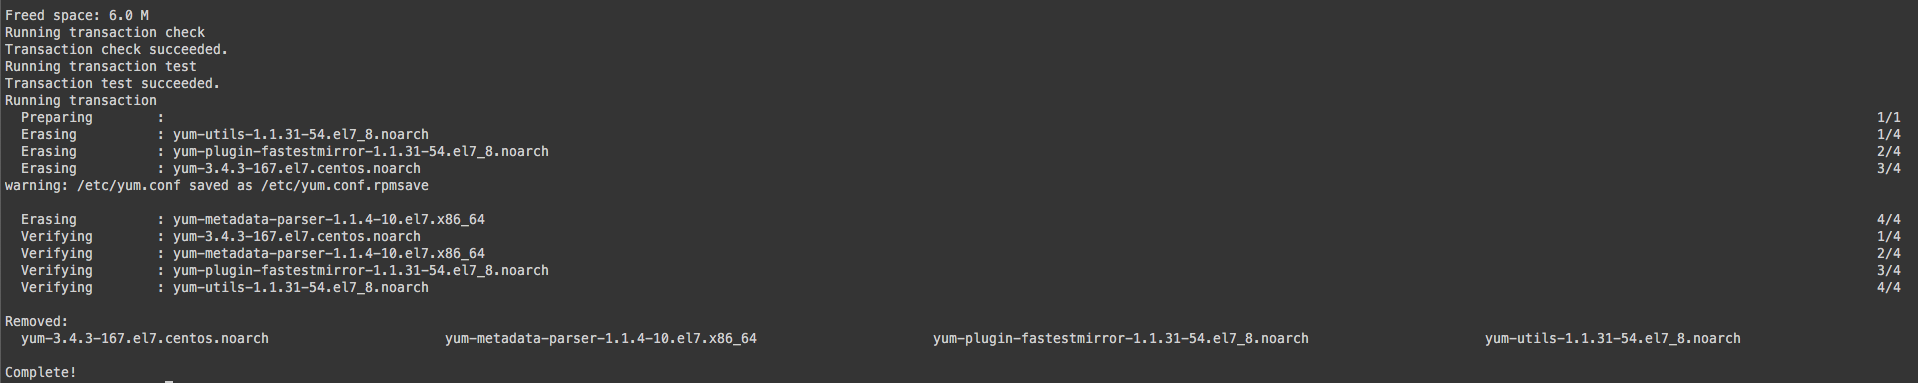 Freed space: 6.0 M
Running transaction check
Transaction check succeeded.
Running transaction test
Transaction test succeeded.
Running transaction
  Preparing        :                                                        1/1
  Erasing          : yum-utils-1.1.31-54.el7_8.noarch                       1/4
  Erasing          : yum-plugin-fastestmirror-1.1.31-54.el7_8.noarch        2/4
  Erasing          : yum-3.4.3-167.el7.centos.noarch                        3/4
warning: /etc/yum.conf saved as /etc/yum.conf.rpmsave

  Erasing          : yum-metadata-parser-1.1.4-10.el7.x86_64                4/4
  Verifying        : yum-3.4.3-167.el7.centos.noarch                        1/4
  Verifying        : yum-metadata-parser-1.1.4-10.el7.x86_64                2/4
  Verifying        : yum-plugin-fastestmirror-1.1.31-54.el7_8.noarch        3/4
  Verifying        : yum-utils-1.1.31-54.el7_8.noarch                       4/4

Removed:
  yum-3.4.3-167.el7.centos.noarch    yum-metadata-parser-1.1.4-10.el7.x86_64    yum-plugin-fastestmirror-1.1.31-54.el7_8.noarch    yum-utils-1.1.31-54.el7_8.noarch

Complete!